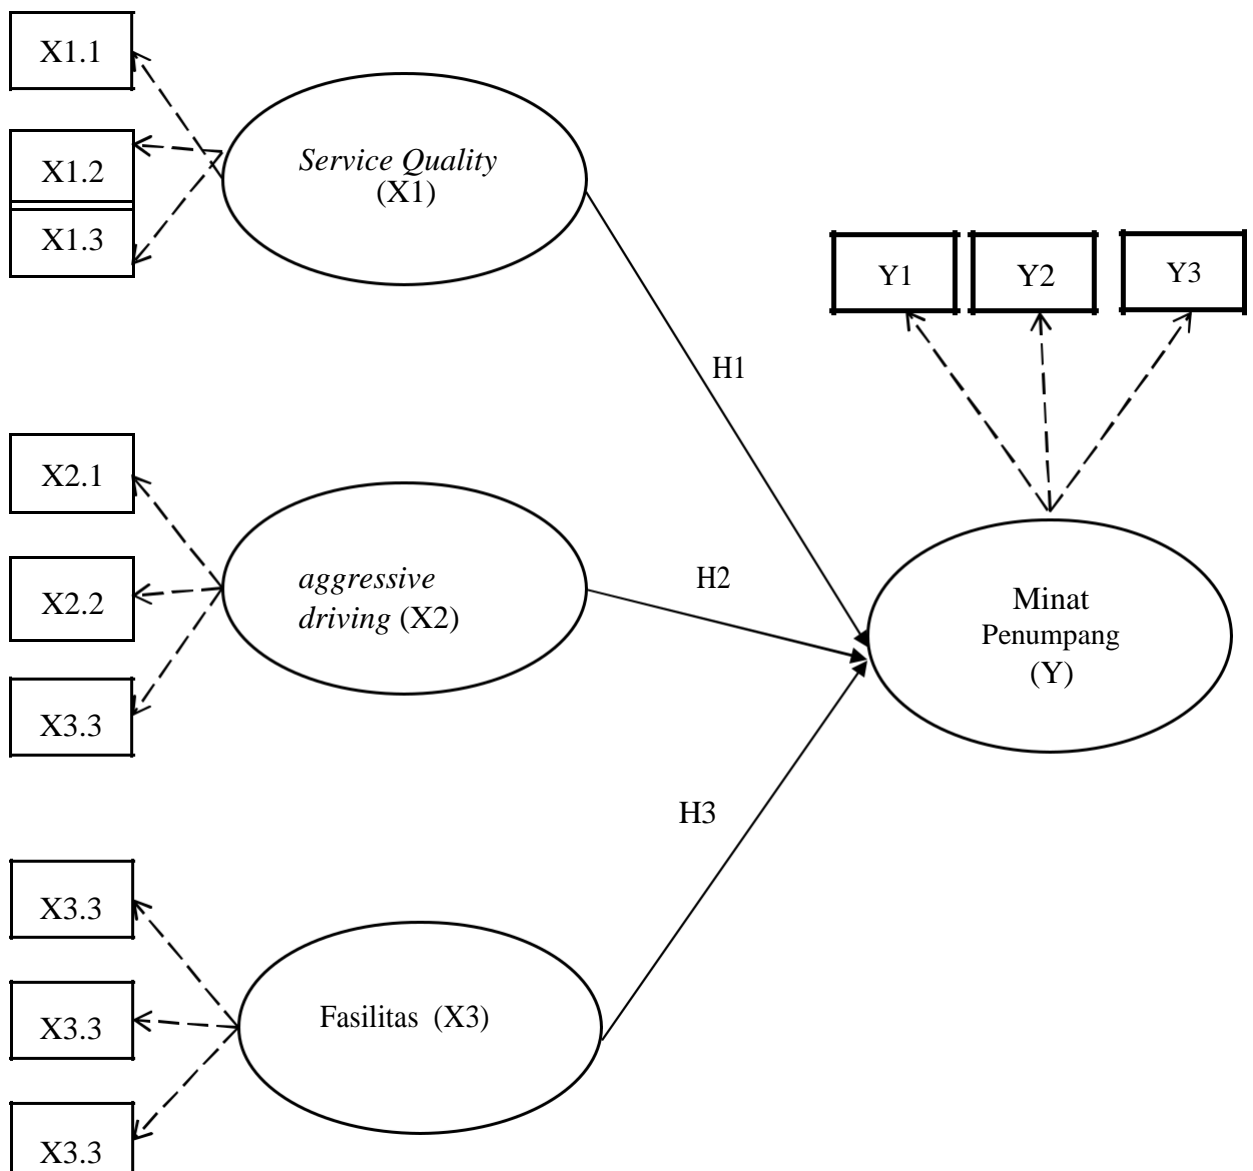 X1.1
X1.2
X1.3
Service Quality
(X1)
H1
Y1
Y2
Y3
X2.1
X2.2
X3.3
aggressive
driving (X2)
H2
Minat
Penumpang
(Y)
H3
X3.3
X3.3
X3.3
Fasilitas (X3)